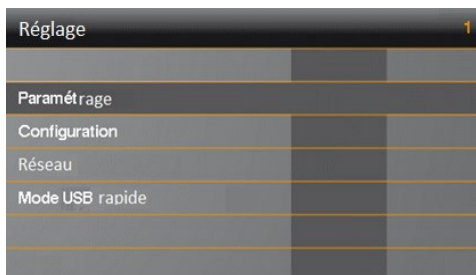 Réglage 1
Paramétrage
Configuration
Réseau
Mode USB rapide